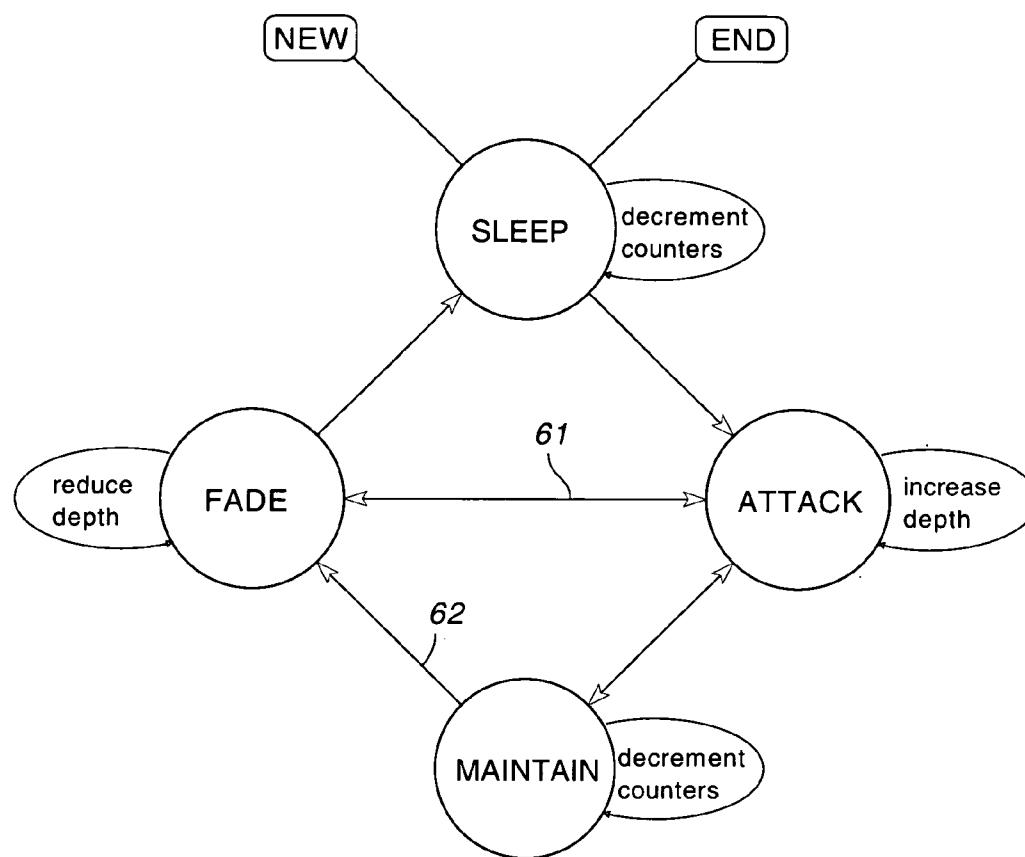 NEW
END
SLEEP
decrement
counters
61
reduce
depth
FADE
ATTACK
increase
depth
62
MAINTAIN
decrement
counters